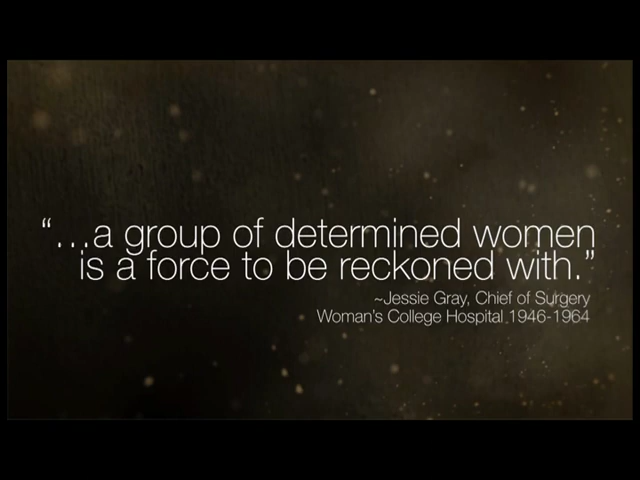 “…a group of determined women
is a force to be reckoned with.”
~Jessie Gray, Chief of Surgery
Woman's College Hospital 1946-1964